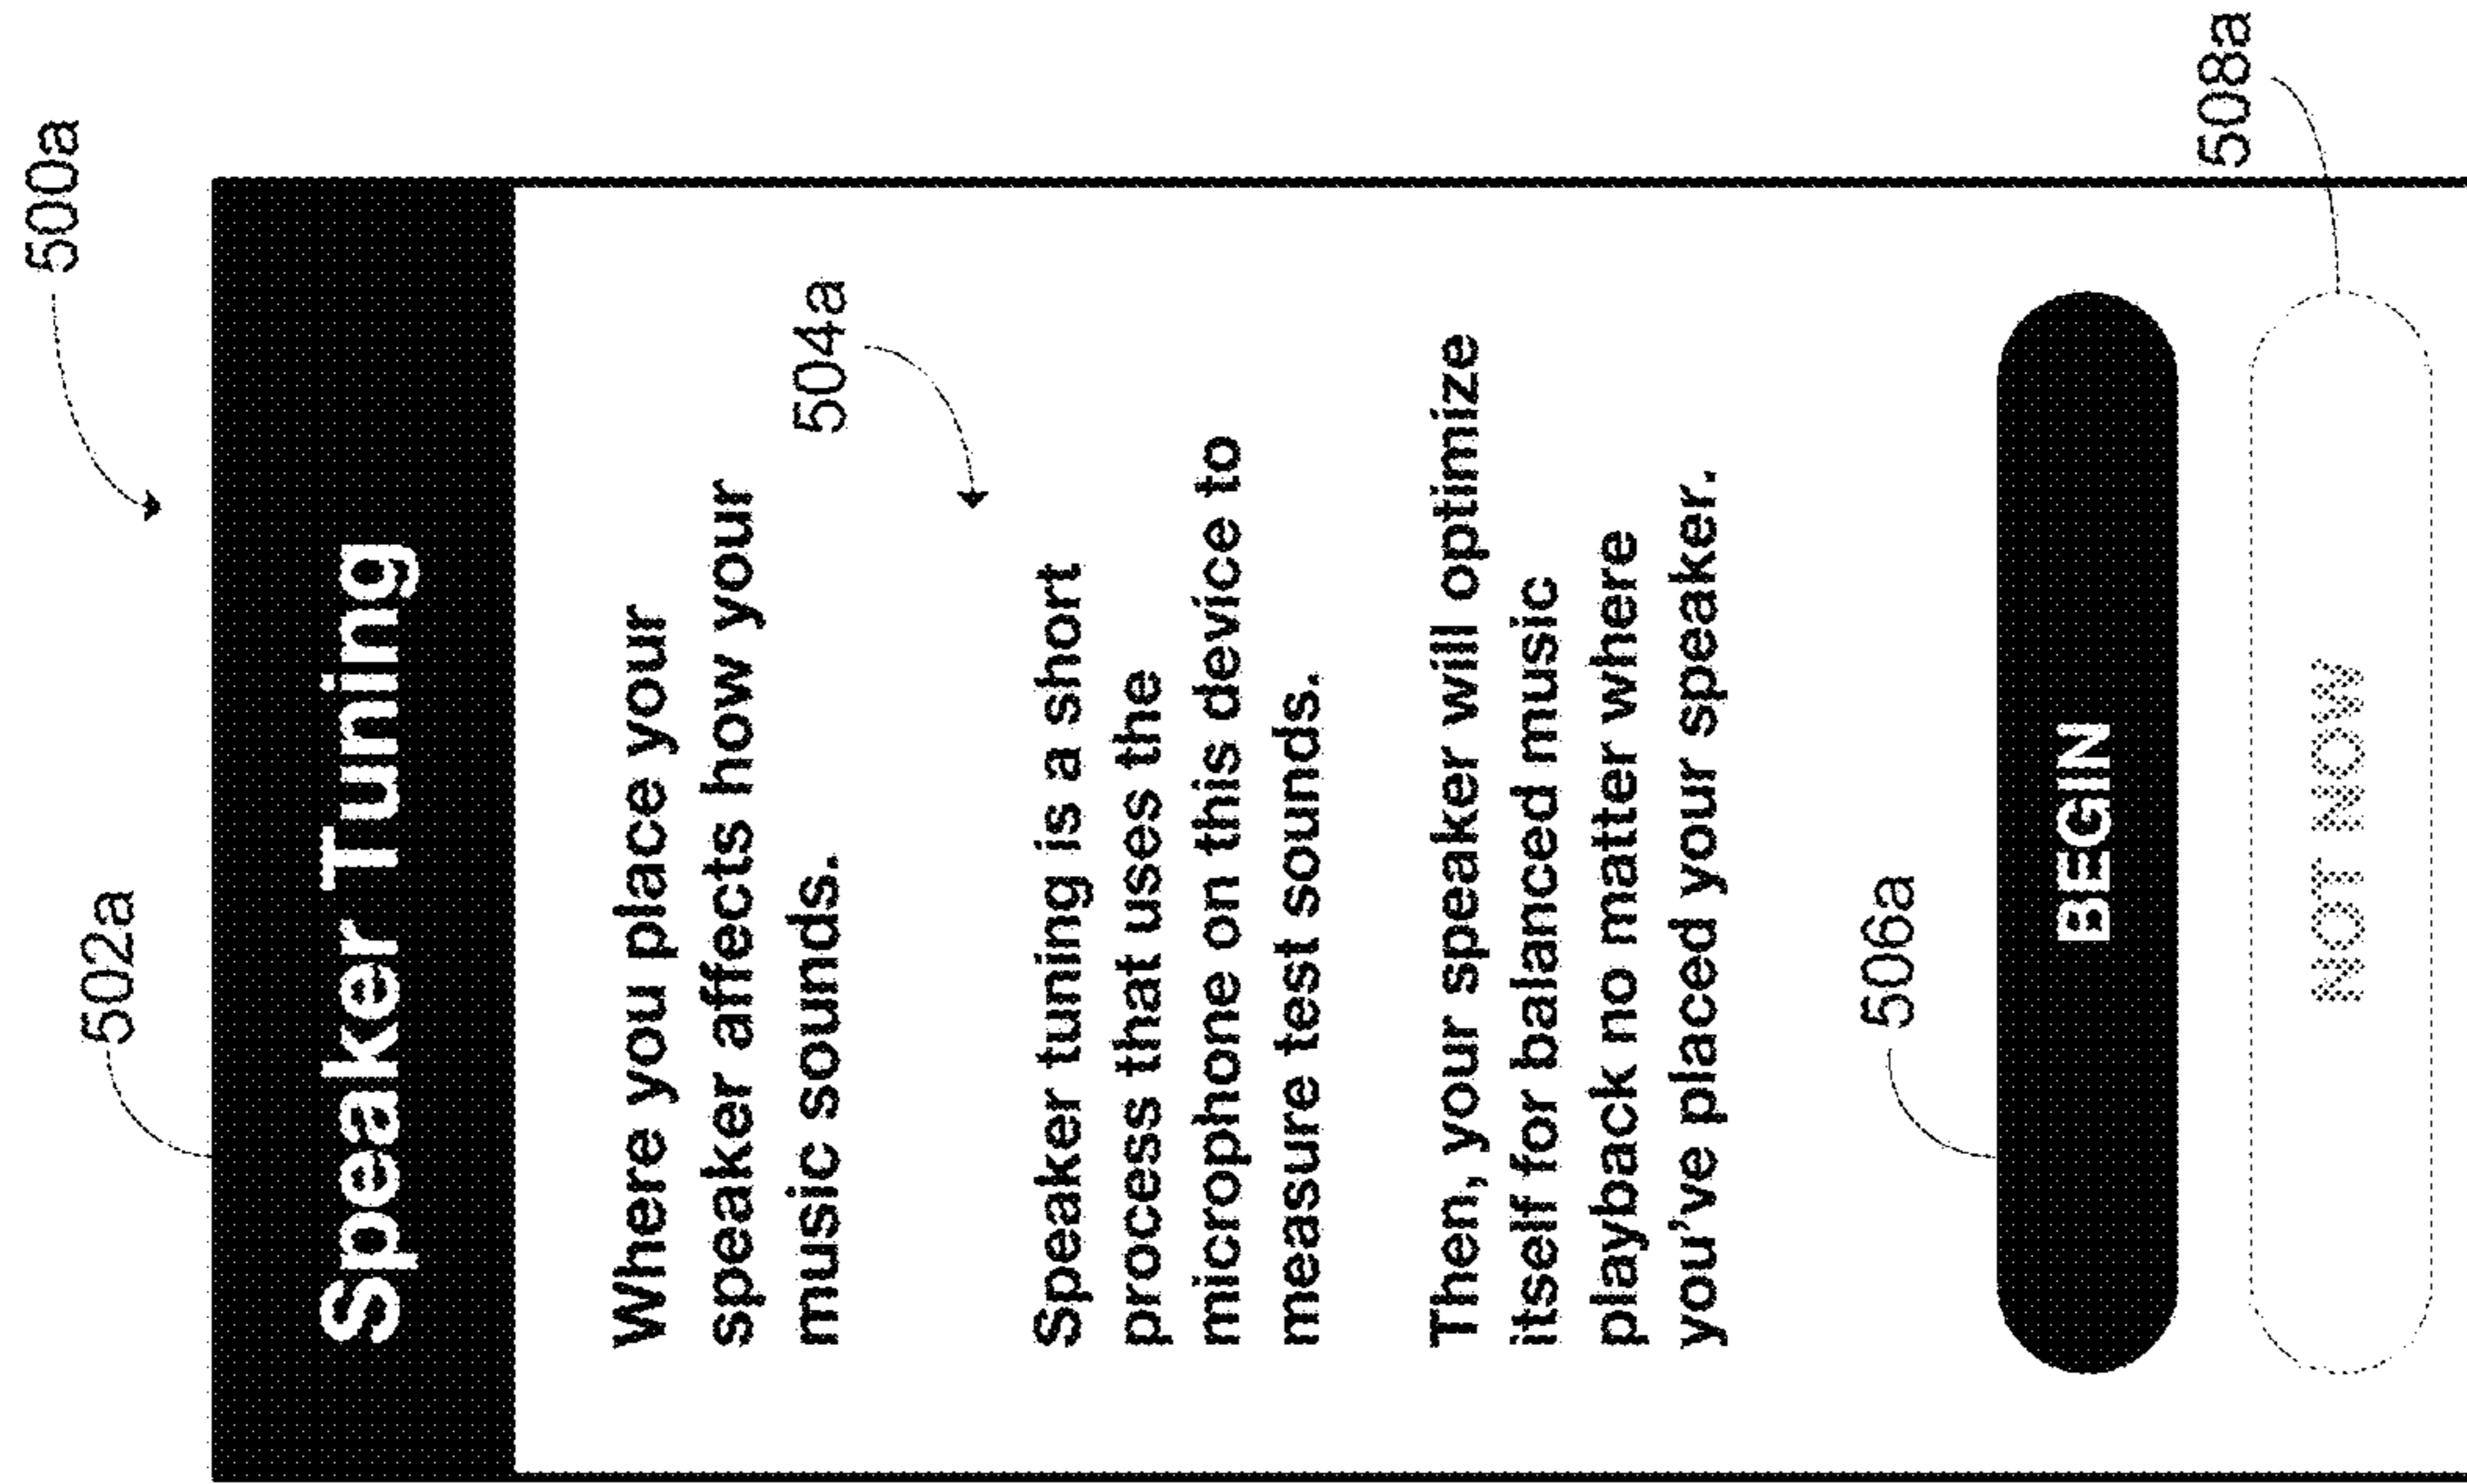 500a
502a
Speaker Tuning
Where you place your
speaker affects how your
music sounds.
504a
Speaker tuning is a short
process that uses the
microphone on this device to
measure test sounds.
Then, your speaker will optimize
itself for balanced music
playback no matter where
you've placed your speaker.
506a
BEGIN
508a
NOT NOW